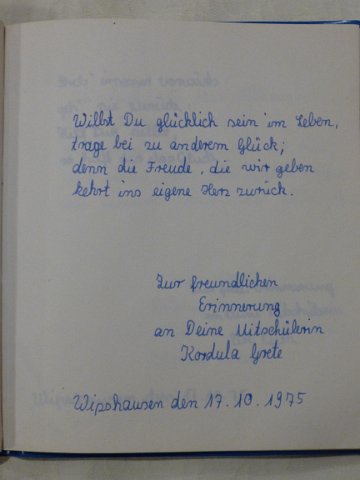 Willst Du glücklich sein im Leben,
trage bei zu anderem Glück;
denn die Freude, die wir geben
kehrt ins eigene Herz zurück.
Zur freundlichen
Erinnerung
an Deine Mitschülerin
Kordula Grete
Wipshausen den 17.10.1975